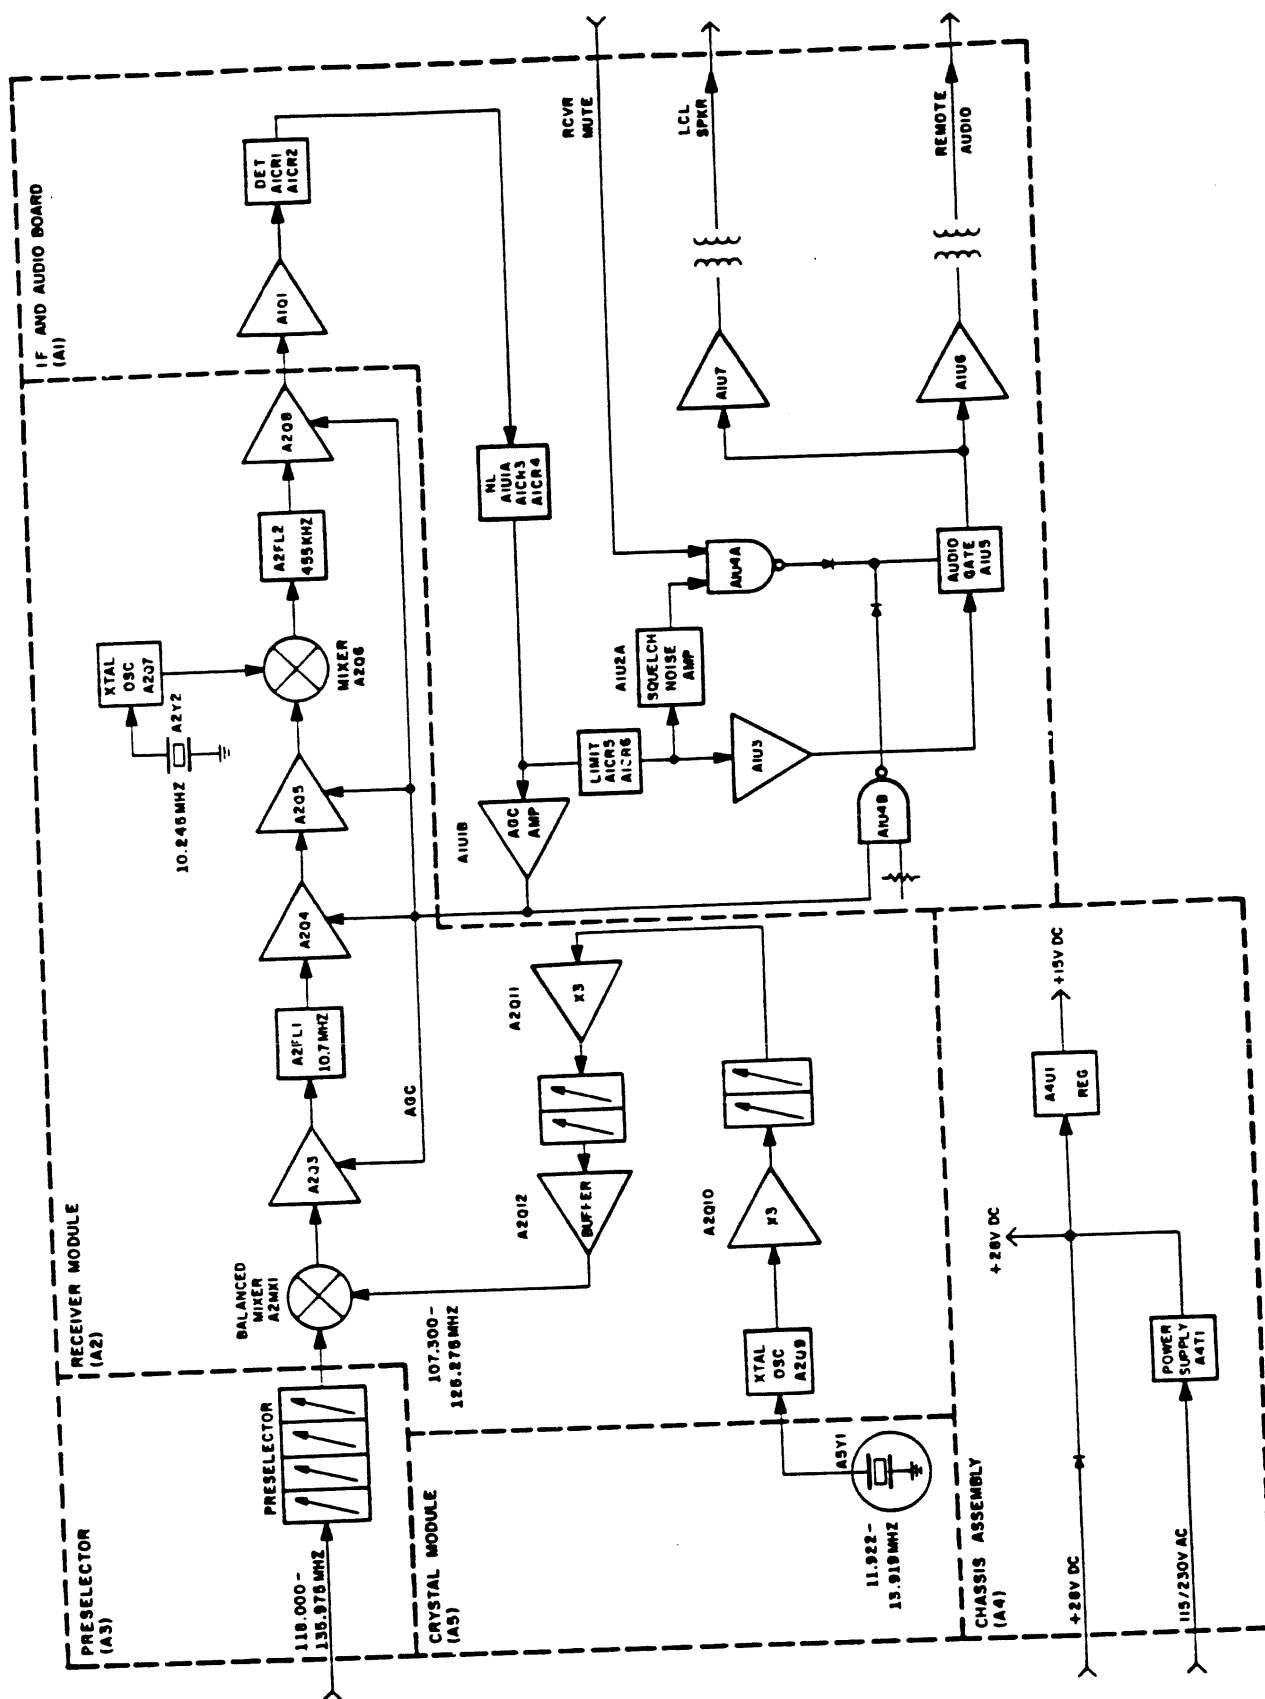 PRESELECTOR
(A3)
118.000-
135.975MHZ
PRESELECTOR
RECEIVER MODULE
(A2)
BALANCED
MIXER
A2MX1
A2Q3
A2FL1
10.7MHZ
A2Q4
A2Q5
AGC
10.245MHZ
A2Y2
XTAL
OSC
A2Q7
MIXER
A2Q6
A2FL2
455KHZ
A2Q8
IF AND AUDIO BOARD
(A1)
A1Q1
DET
A1CR1
A1CR2
NL
A1U1A
A1CR3
A1CR4
A1U1B
AGC
AMP
LIMIT
A1CR5
A1CR6
A1U2A
SQUELCH
NOISE
AMP
A1U3
A1U4A
A1U4B
AUDIO
GATE
A1U5
A1U7
A1U6
RCVR
MUTE
LCL
SPKR
REMOTE
AUDIO
107.300-
125.275MHZ
A2Q12
BUFFER
A2Q11
X3
A2Q10
X3
XTAL
OSC
A2U9
CRYSTAL MODULE
(A5)
A5Y1
11.922-
13.919MHZ
CHASSIS ASSEMBLY
(A4)
+28V DC
115/230V AC
POWER
SUPPLY
A4T1
+28V DC
A4U1
REG
+15V DC